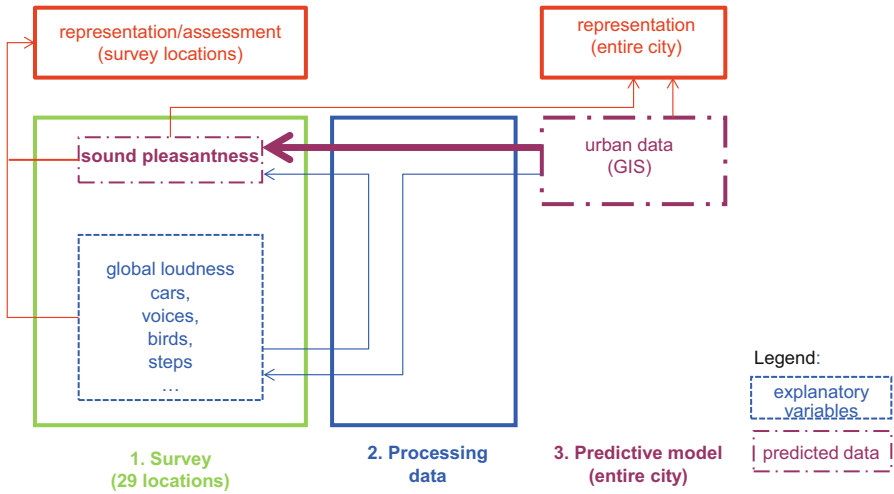 representation/assessment
(survey locations)
representation
(entire city)
sound pleasantness
urban data
(GIS)
global loudness
cars,
voices,
birds,
steps
...
Legend:
explanatory
variables
predicted data
1. Survey
(29 locations)
2. Processing
data
3. Predictive model
(entire city)